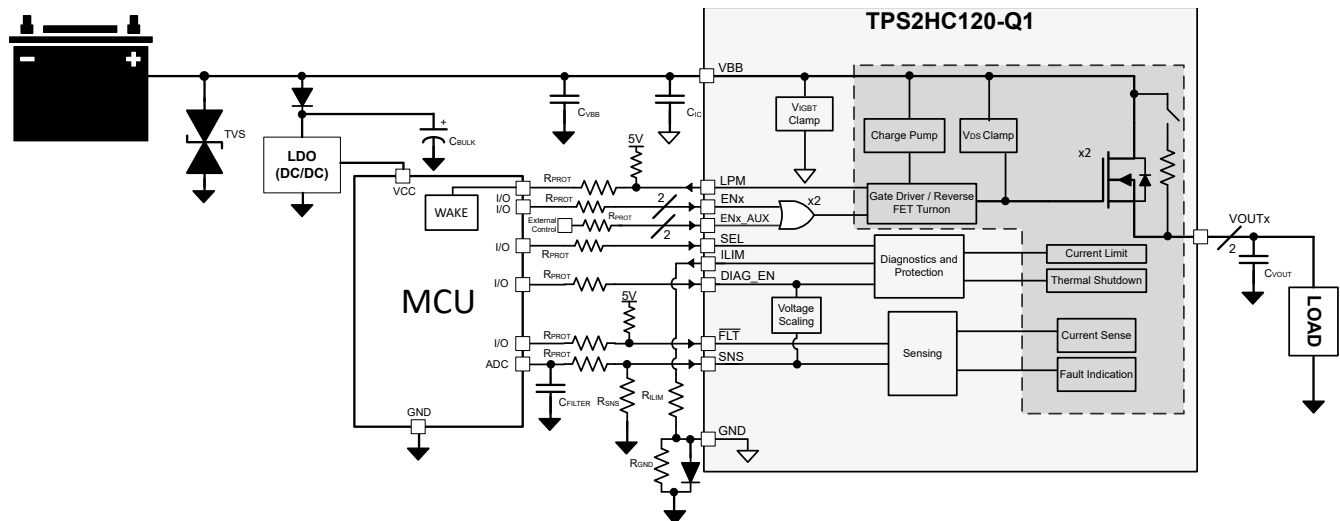 TPS2HC120-Q1
VBB
TVS
CBULK
LDO
(DC/DC)
CVBB
CIC
VIGBT
Clamp
Charge Pump
VDS Clamp
x2
5V
VCC
WAKE
I/O
I/O
RPROT
LPM
RPROT
2
ENx
x2
Gate Driver / Reverse
FET Turnon
External
Control
RPROT
2
ENx_AUX
VOUTx
2
I/O
RPROT
SEL
ILIM
Diagnostics and
Protection
Current Limit
Thermal Shutdown
CVOUT
LOAD
I/O
RPROT
DIAG_EN
MCU
5V
Voltage
Scaling
I/O
RPROT
FLT
Sensing
Current Sense
ADC
RPROT
SNS
Fault Indication
CFILTER
RSNS
RILIM
GND
GND
RGND